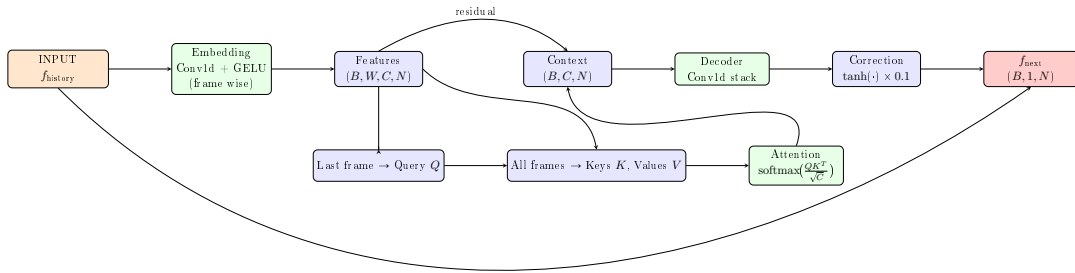 residual
INPUT
f_history
Embedding
Conv1d + GELU
(frame wise)
Features
(B, W, C, N)
Context
(B, C, N)
Decoder
Conv1d stack
Correction
tanh(·) × 0.1
f_next
(B, 1, N)
Last frame → Query Q
All frames → Keys K, Values V
Attention
softmax(QK^T/√C)